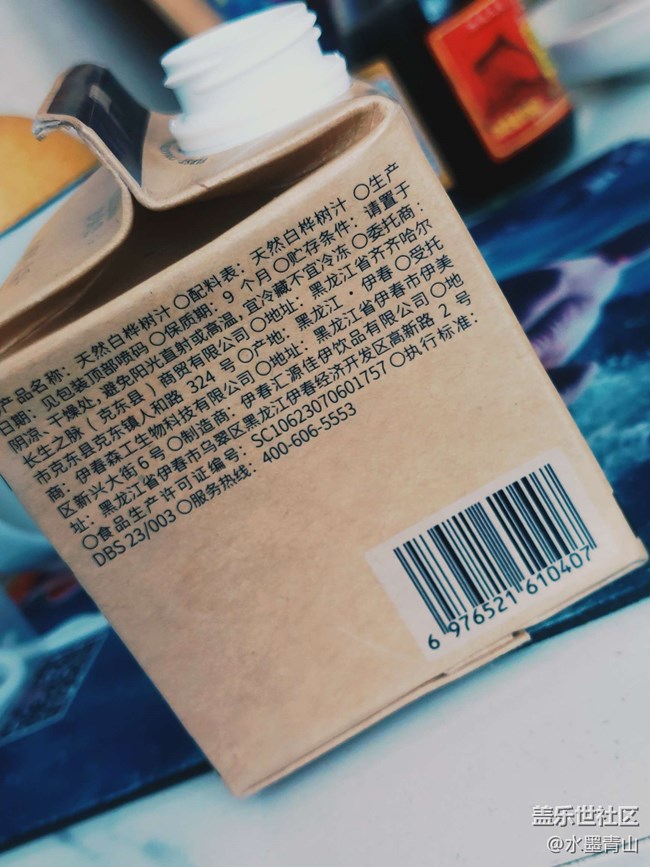 产品名称：天然白桦树汁 〇配料表：天然白桦树汁 〇生产
日期：见包装顶部喷码 〇保质期：9 个月 〇贮存条件：请置于
阴凉、干燥处，避免阳光直射或高温，宜冷藏不宜冷冻 〇委托商：
长生之脉（克东县）商贸有限公司 〇地址：黑龙江省齐齐哈尔
市克东县克东镇人和路 324 号 〇产地：黑龙江·伊春 〇受托
商：伊春森工生物科技有限公司 〇地址：黑龙江省伊春市伊美
区新兴大街 6 号 〇制造商：伊春汇源佳伊饮品有限公司 〇地
址：黑龙江省伊春市乌翠区黑龙江伊春经济开发区高新路 2 号
〇食品生产许可证编号：SC10623070601757 〇执行标准：
DBS 23/003 〇服务热线：400-606-5553
6 976521 610407
盖乐世社区
@水墨青山